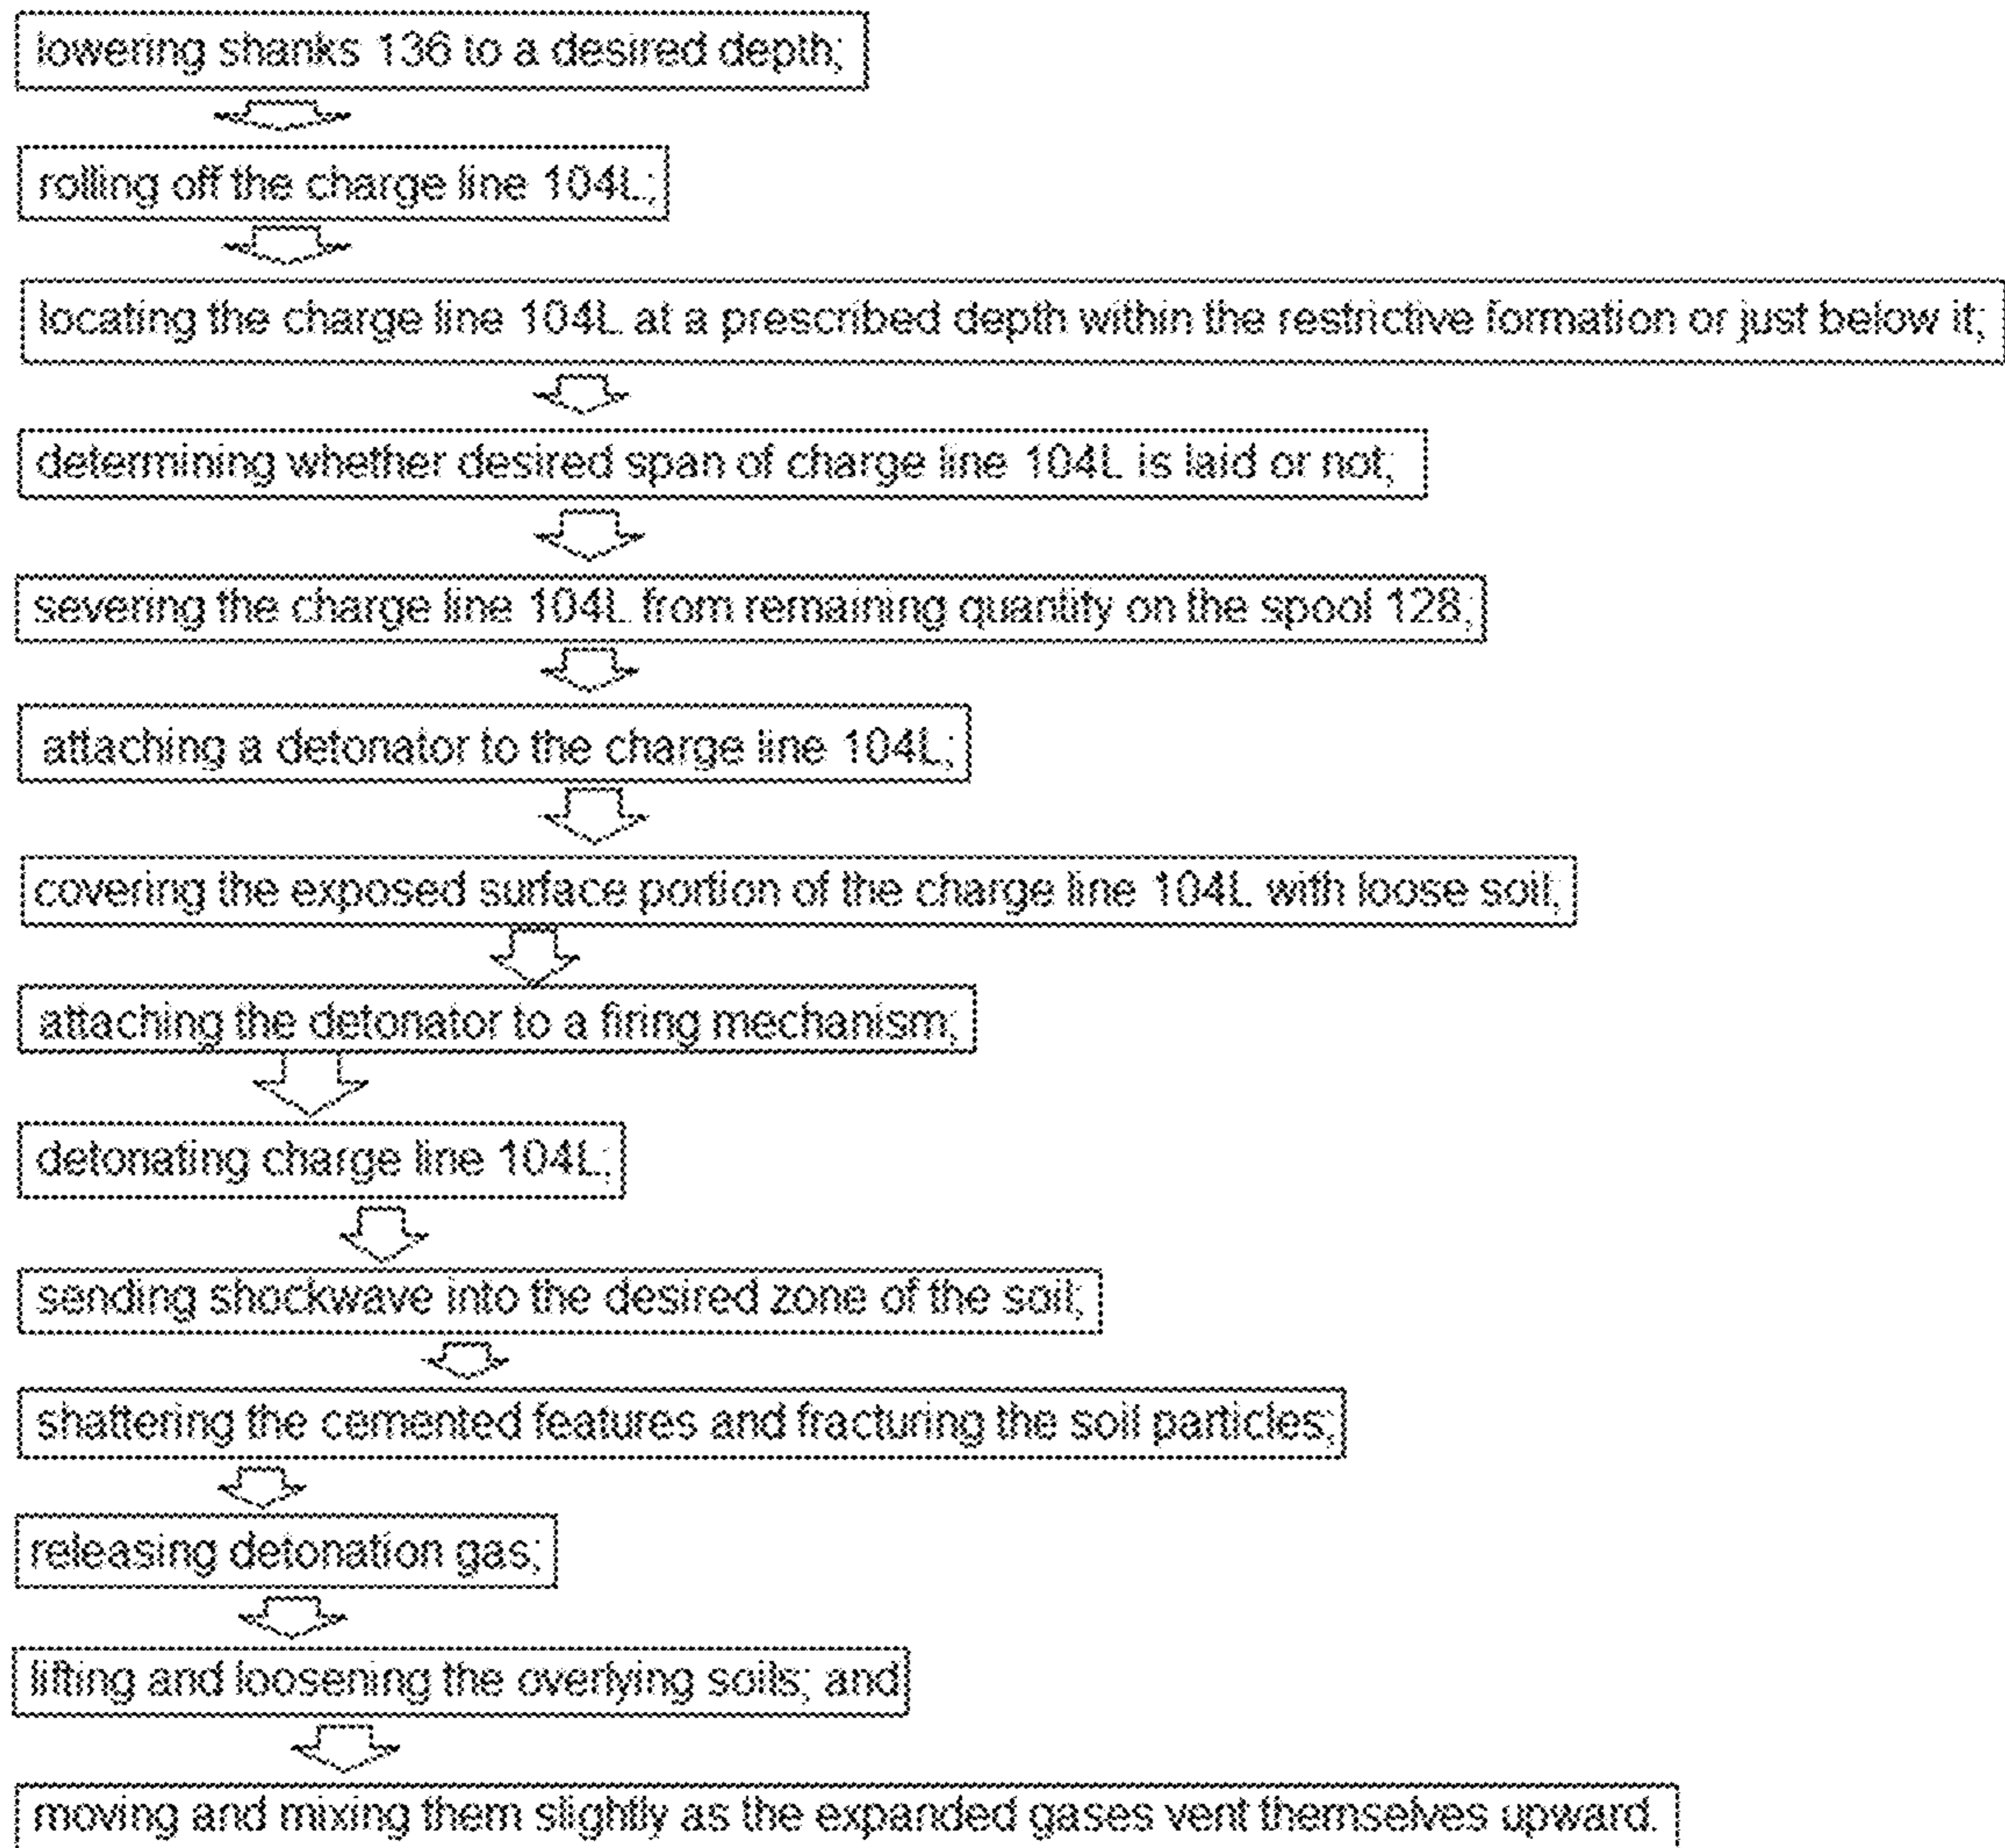 lowering shanks 136 to a desired depth;
rolling off the charge line 104L;
locating the charge line 104L at a prescribed depth within the restrictive formation or just below it;
determining whether desired span of charge line 104L is laid or not;
severing the charge line 104L from remaining quantity on the spool 128;
attaching a detonator to the charge line 104L;
covering the exposed surface portion of the charge line 104L with loose soil;
attaching the detonator to a firing mechanism;
detonating charge line 104L;
sending shockwave into the desired zone of the soil;
shattering the cemented features and fracturing the soil particles;
releasing detonation gas;
lifting and loosening the overlying soils; and
moving and mixing them slightly as the expanded gases vent themselves upward.